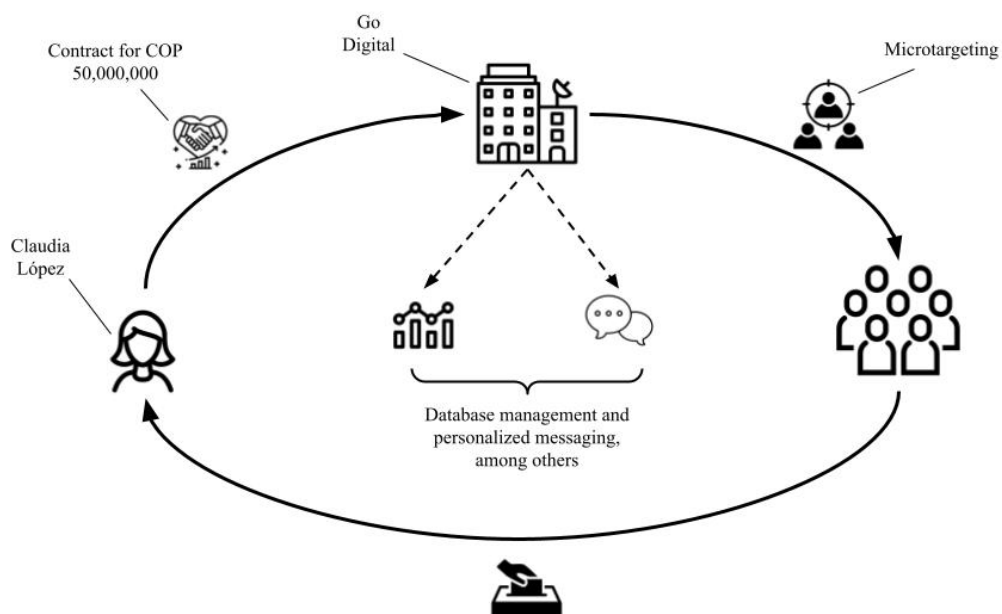 Go
Digital
Contract for COP
50,000,000
Microtargeting
Claudia
López
Database management and
personalized messaging,
among others